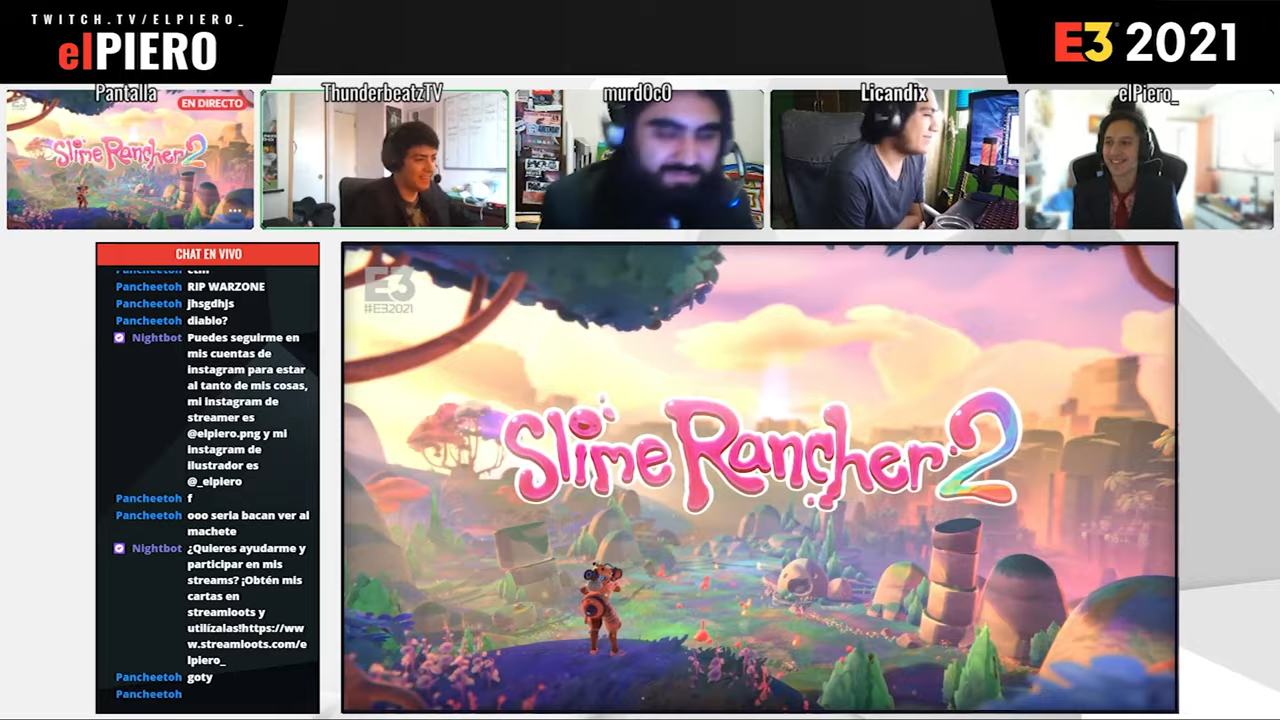 TWITCH.TV/ELPIERO_
elPIERO
E3 2021
Pantalla
ThunderbeatzTV
murdOcO
Licandix
elPiero_
EN DIRECTO
Slime Rancher 2
CHAT EN VIVO
Pancheetoh
Pancheetoh RIP WARZONE
Pancheetoh jhsgdhjs
Pancheetoh diablo?
Nightbot Puedes seguirme en
mis cuentas de
instagram para estar
al tanto de mis cosas,
mi instagram de
streamer es
@elpiero.png y mi
instagram de
ilustrador es
@_elpiero
Pancheetoh f
Pancheetoh ooo seria bacan ver al
machete
Nightbot ¿Quieres ayudarme y
participar en mis
streams? ¡Obtén mis
cartas en
streamloots y
utilízalas!https://ww
w.streamloots.com/e
lpiero_
Pancheetoh goty
Pancheetoh
E3
#E32021
Slime Rancher 2